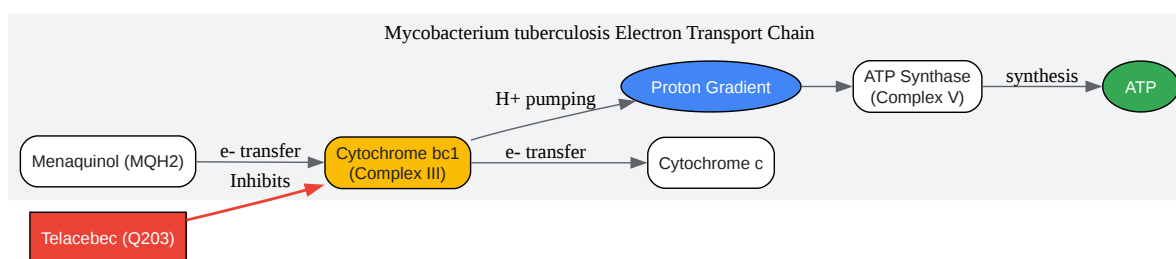 Mycobacterium tuberculosis Electron Transport Chain
ATP Synthase
(Complex V)
synthesis
ATP
Proton Gradient
H+ pumping
Menaquinol (MQH2)
e- transfer
Cytochrome bc1
(Complex III)
e- transfer
Cytochrome c
Inhibits
Telacebec (Q203)